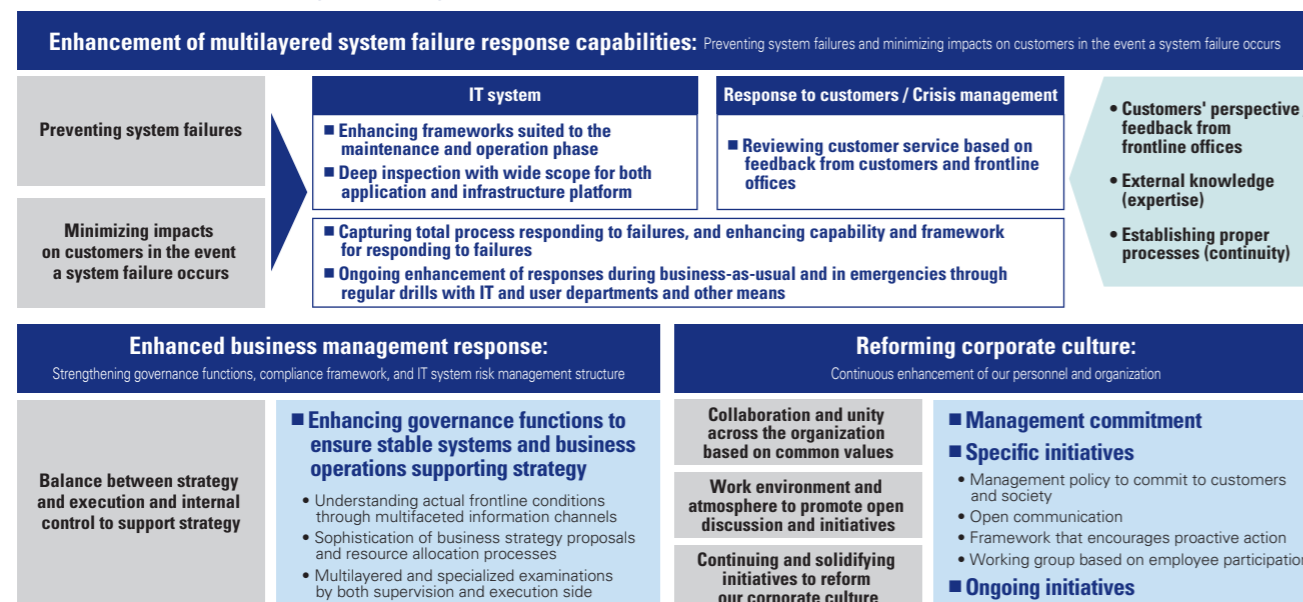 Enhancement of multilayered system failure response capabilities: Preventing system failures and minimizing impacts on customers in the event a system failure occurs
Preventing system failures
Minimizing impacts
on customers in the event
a system failure occurs
IT system
■ Enhancing frameworks suited to the
maintenance and operation phase
■ Deep inspection with wide scope for both
application and infrastructure platform
Response to customers / Crisis management
■ Reviewing customer service based on
feedback from customers and frontline
offices
■ Capturing total process responding to failures, and enhancing capability and framework
for responding to failures
■ Ongoing enhancement of responses during business-as-usual and in emergencies through
regular drills with IT and user departments and other means
• Customers' perspective
feedback from
frontline offices
• External knowledge
(expertise)
• Establishing proper
processes (continuity)
Enhanced business management response:
Strengthening governance functions, compliance framework, and IT system risk management structure
Balance between strategy
and execution and internal
control to support strategy
■ Enhancing governance functions to
ensure stable systems and business
operations supporting strategy
• Understanding actual frontline conditions
through multifaceted information channels
• Sophistication of business strategy proposals
and resource allocation processes
• Multilayered and specialized examinations
by both supervision and execution side
Reforming corporate culture:
Continuous enhancement of our personnel and organization
Collaboration and unity
across the organization
based on common values
Work environment and
atmosphere to promote open
discussion and initiatives
Continuing and solidifying
initiatives to reform
our corporate culture
■ Management commitment
■ Specific initiatives
• Management policy to commit to customers
and society
• Open communication
• Framework that encourages proactive action
• Working group based on employee participation
■ Ongoing initiatives